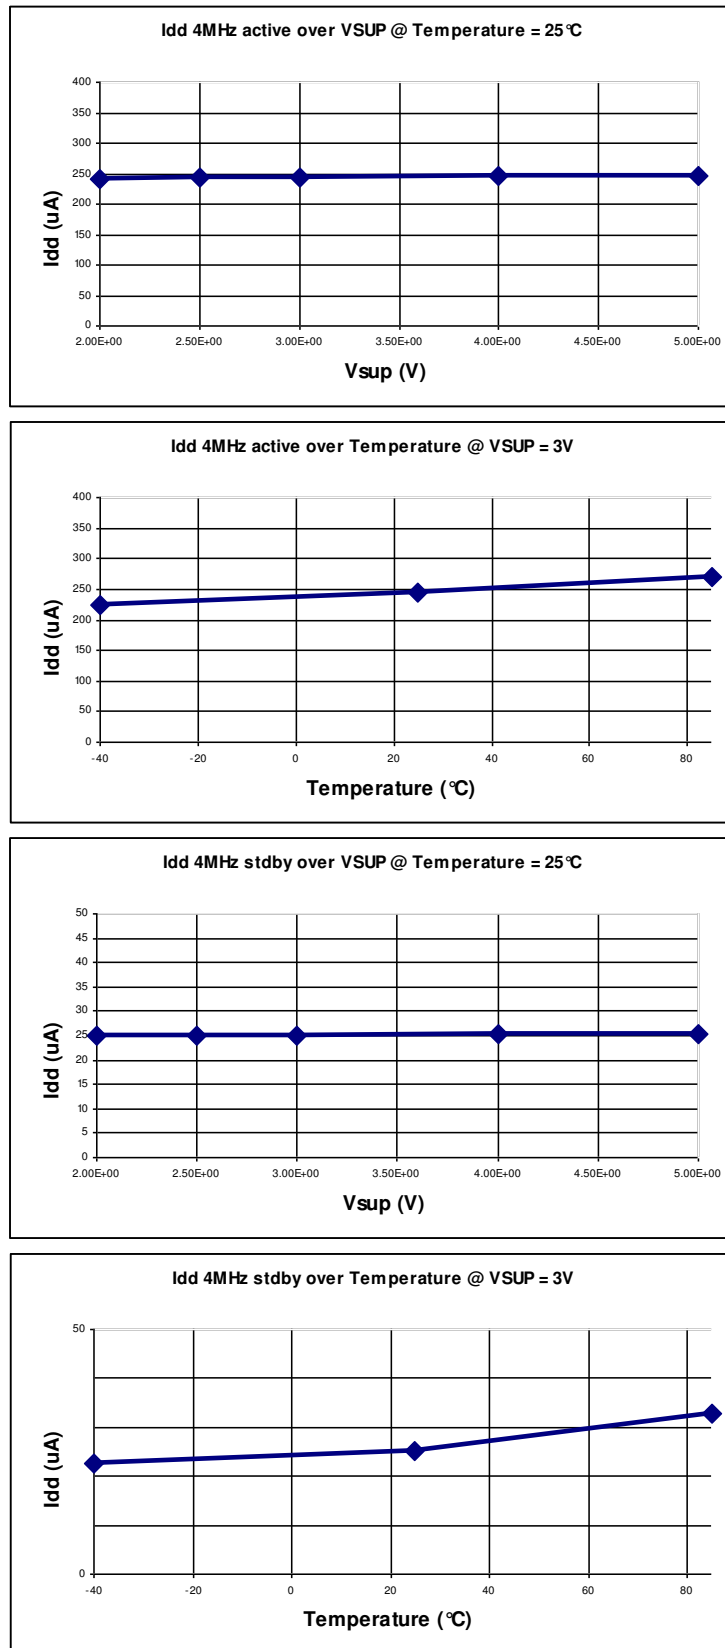 Idd 4MHz active over VSUP @ Temperature = 25°C
400
350
300
250
200
150
100
50
0
Idd (uA)
2.00E+00 2.50E+00 3.00E+00 3.50E+00 4.00E+00 4.50E+00 5.00E+00
Vsup (V)
Idd 4MHz active over Temperature @ VSUP = 3V
400
350
300
250
200
150
100
50
0
Idd (uA)
-40 -20 0 20 40 60 80
Temperature (°C)
Idd 4MHz stdby over VSUP @ Temperature = 25°C
50
45
40
35
30
25
20
15
10
5
0
Idd (uA)
2.00E+00 2.50E+00 3.00E+00 3.50E+00 4.00E+00 4.50E+00 5.00E+00
Vsup (V)
Idd 4MHz stdby over Temperature @ VSUP = 3V
50
0
Idd (uA)
-40 -20 0 20 40 60 80
Temperature (°C)